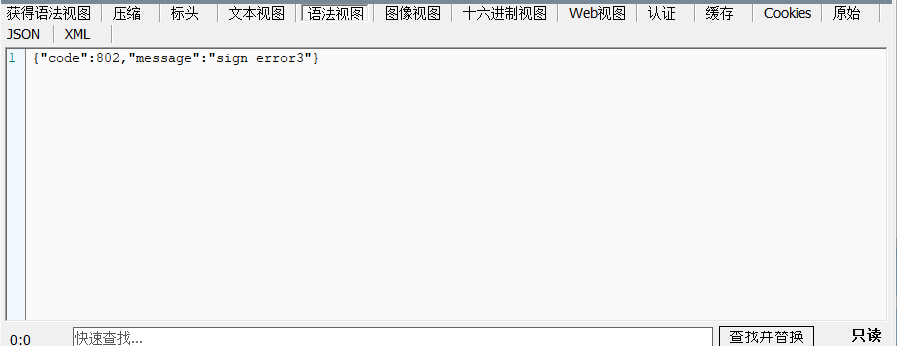 获得语法视图 压缩 标头 文本视图 语法视图 图像视图 十六进制视图 Web视图 认证 缓存 Cookies 原始
JSON XML
1 {"code":802,"message":"sign error3"}
0:0 快速查找... 查找并替换 只读